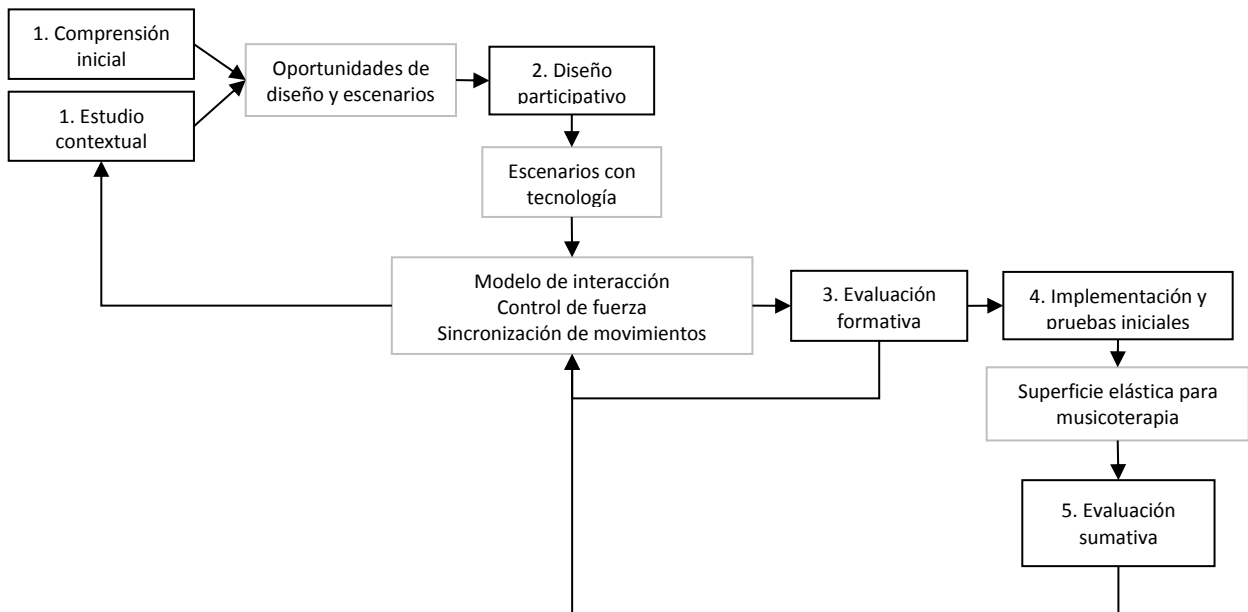 1. Comprensión
inicial
1. Estudio
contextual
Oportunidades de
diseño y escenarios
2. Diseño
participativo
Escenarios con
tecnología
Modelo de interacción
Control de fuerza
Sincronización de movimientos
3. Evaluación
formativa
4. Implementación y
pruebas iniciales
Superficie elástica para
musicoterapia
5. Evaluación
sumativa